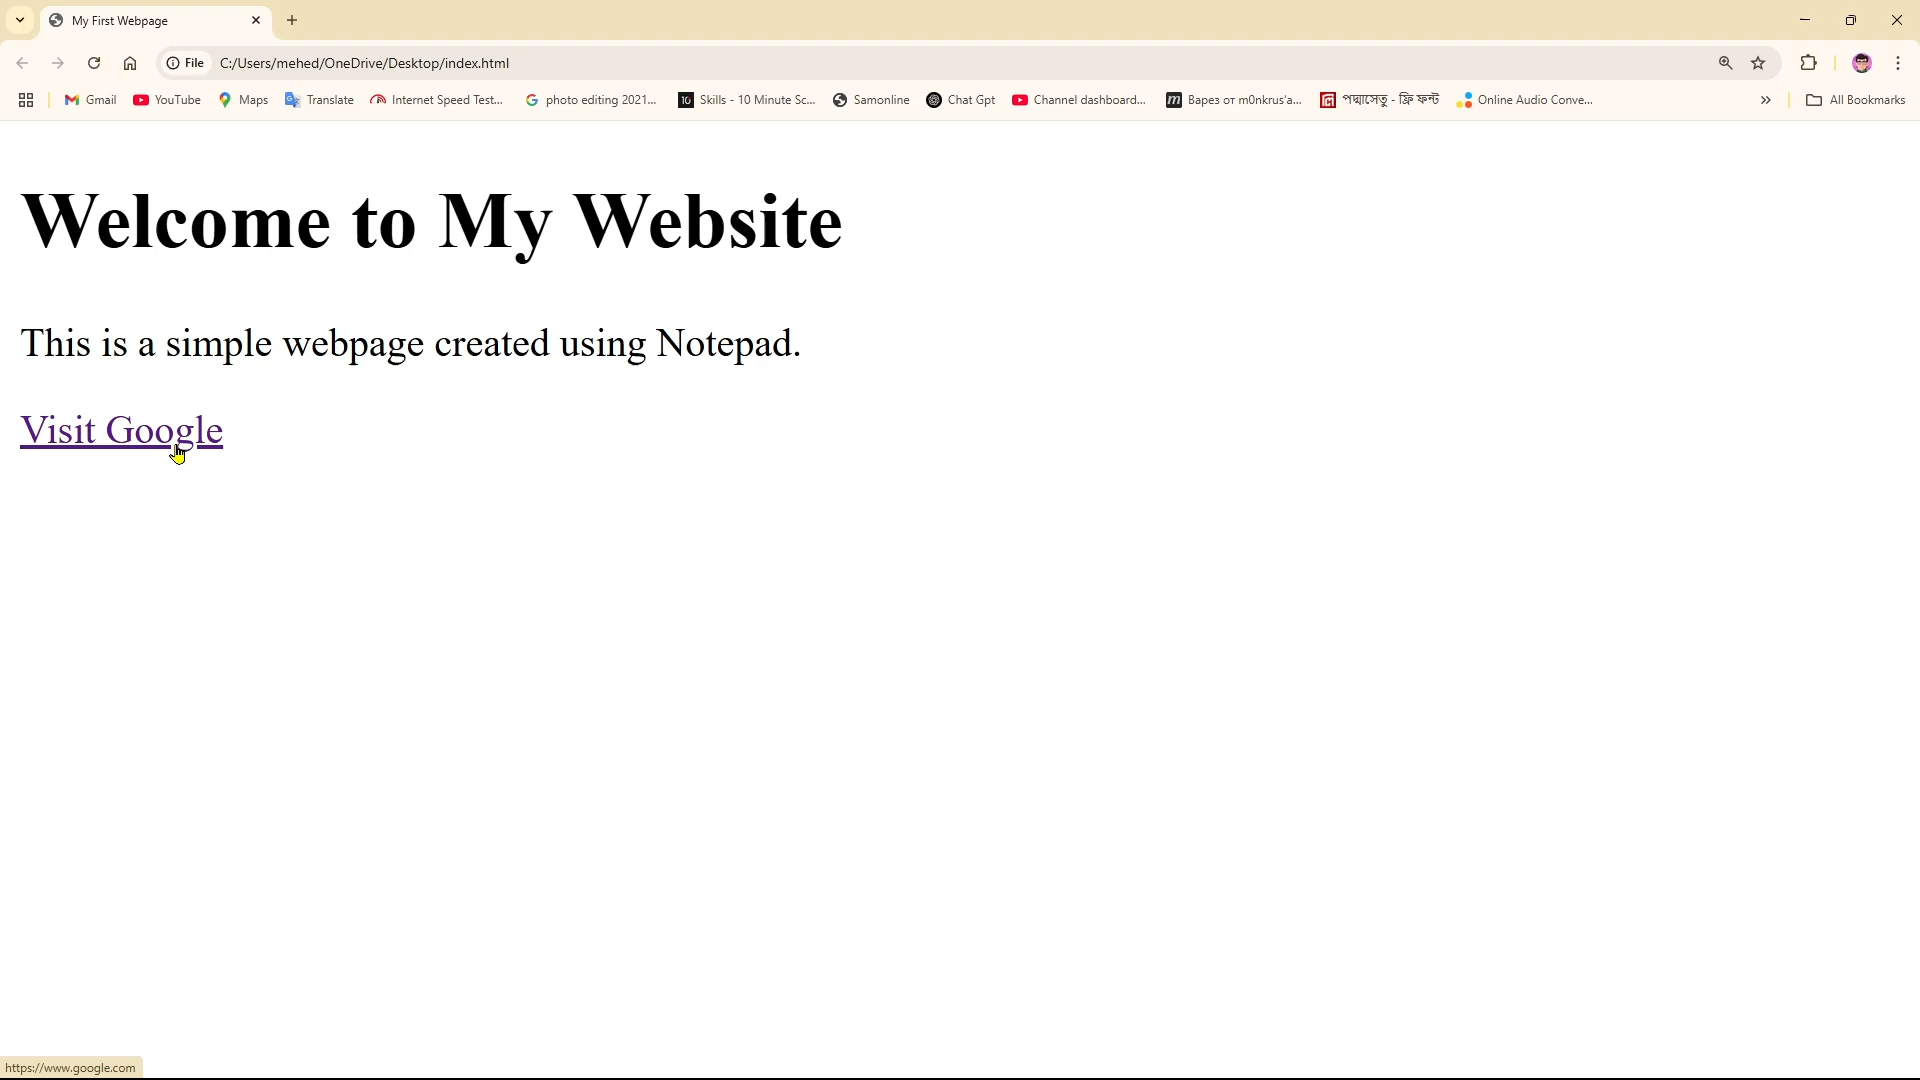 My First Webpage
File C:/Users/mehed/OneDrive/Desktop/index.html
Gmail YouTube Maps Translate Internet Speed Test... photo editing 2021... 10 Skills - 10 Minute Sc... Samonline Chat Gpt Channel dashboard... m Варез от m0nkrus'a... পদ্মাসেতু - ফ্রি ফন্ট Online Audio Conve... » All Bookmarks
Welcome to My Website
This is a simple webpage created using Notepad.
Visit Google
https://www.google.com